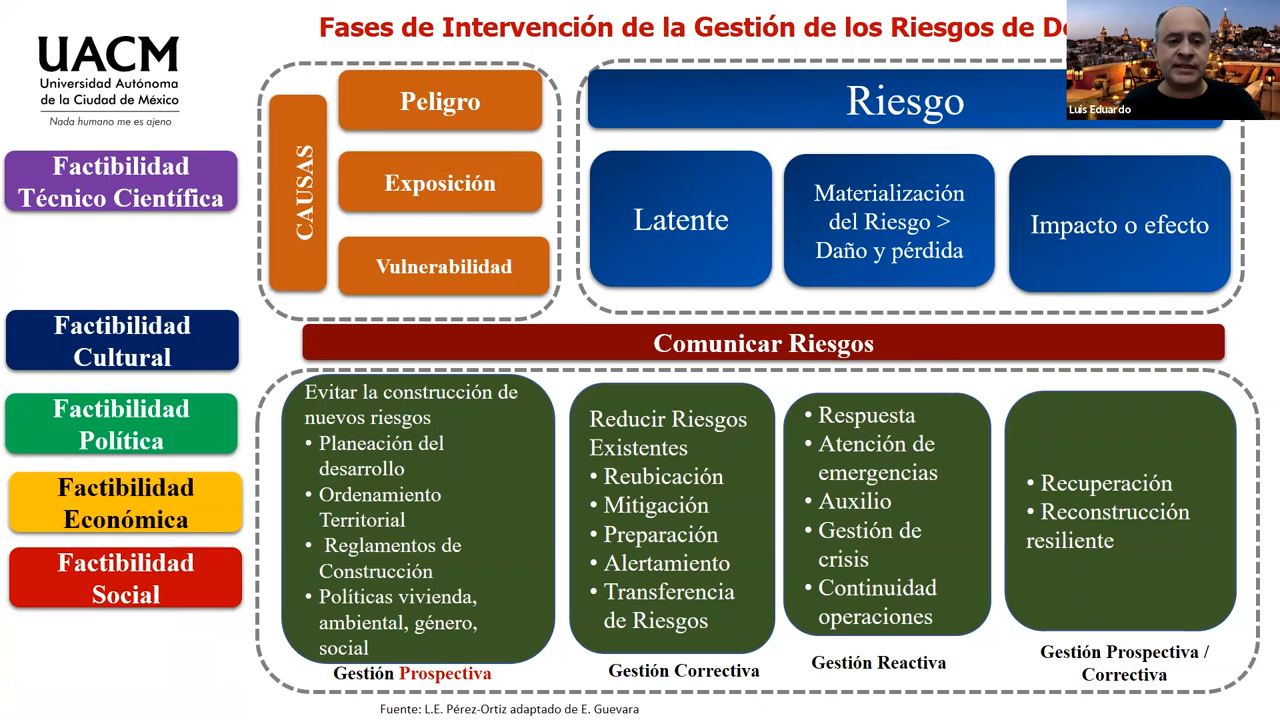 Fases de Intervención de la Gestión de los Riesgos de
UACM
Universidad Autónoma
de la Ciudad de México
Nada humano me es ajeno
Luis Eduardo
CAUSAS
Peligro
Exposición
Vulnerabilidad
Riesgo
Latente
Materialización
del Riesgo >
Daño y pérdida
Impacto o efecto
Factibilidad
Técnico Científica
Factibilidad
Cultural
Factibilidad
Política
Factibilidad
Económica
Factibilidad
Social
Comunicar Riesgos
Evitar la construcción de
nuevos riesgos
• Planeación del
desarrollo
• Ordenamiento
Territorial
• Reglamentos de
Construcción
• Políticas vivienda,
ambiental, género,
social
Gestión Prospectiva
Reducir Riesgos
Existentes
• Reubicación
• Mitigación
• Preparación
• Alertamiento
• Transferencia
de Riesgos
Gestión Correctiva
• Respuesta
• Atención de
emergencias
• Auxilio
• Gestión de
crisis
• Continuidad
operaciones
Gestión Reactiva
• Recuperación
• Reconstrucción
resiliente
Gestión Prospectiva /
Correctiva
Fuente: L.E. Pérez-Ortiz adaptado de E. Guevara